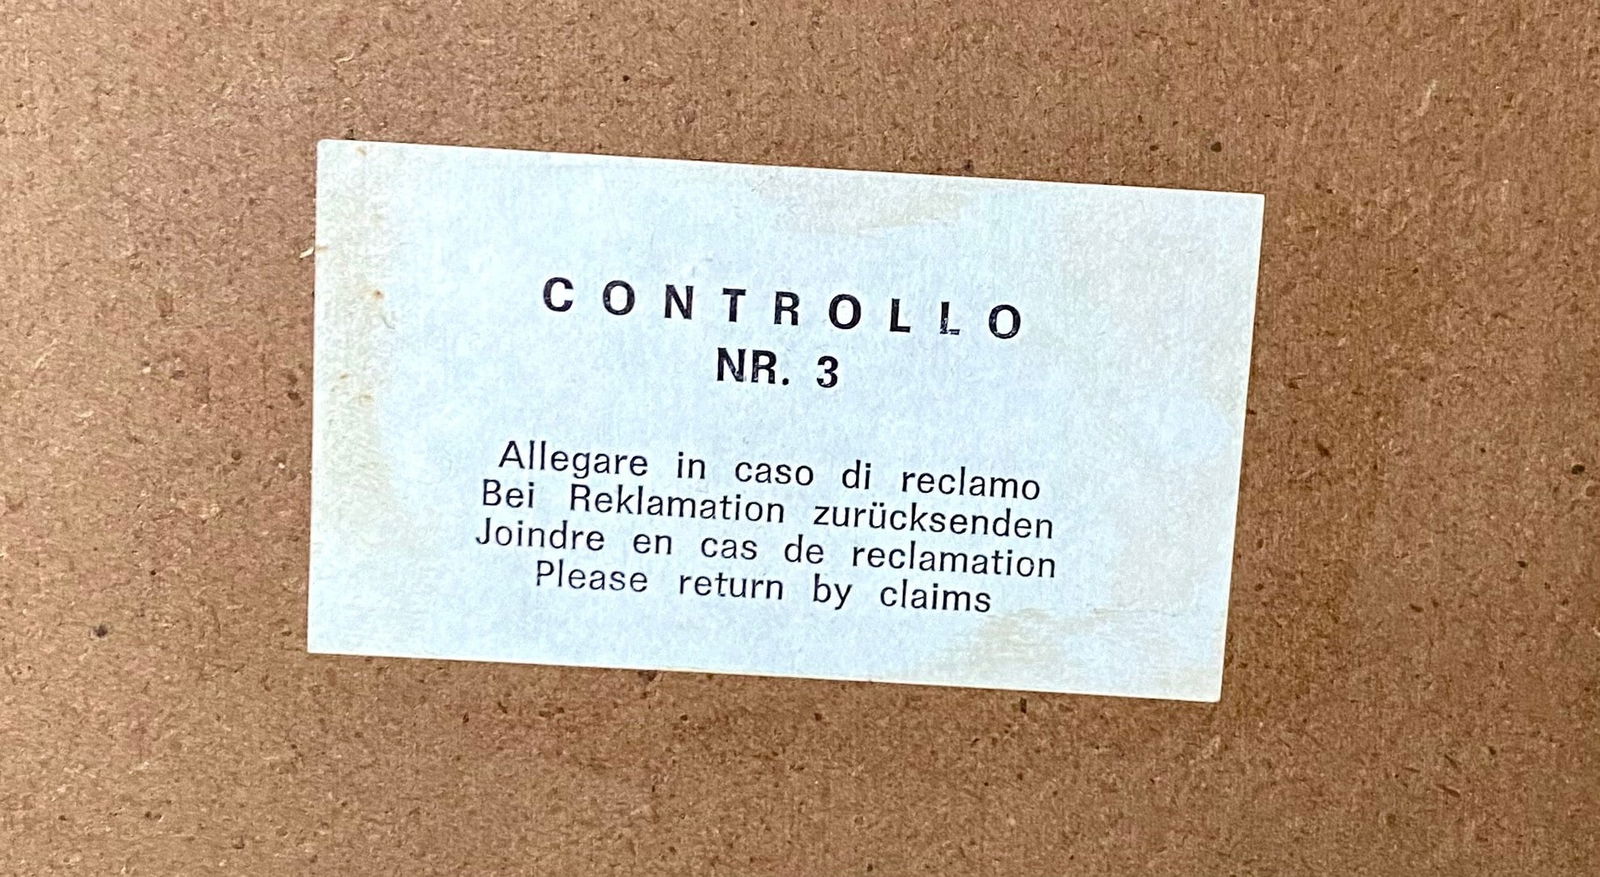 CONTROLLO
NR. 3
Allegare in caso di reclamo
Bei Reklamation zurücksenden
Joindre en cas de reclamation
Please return by claims